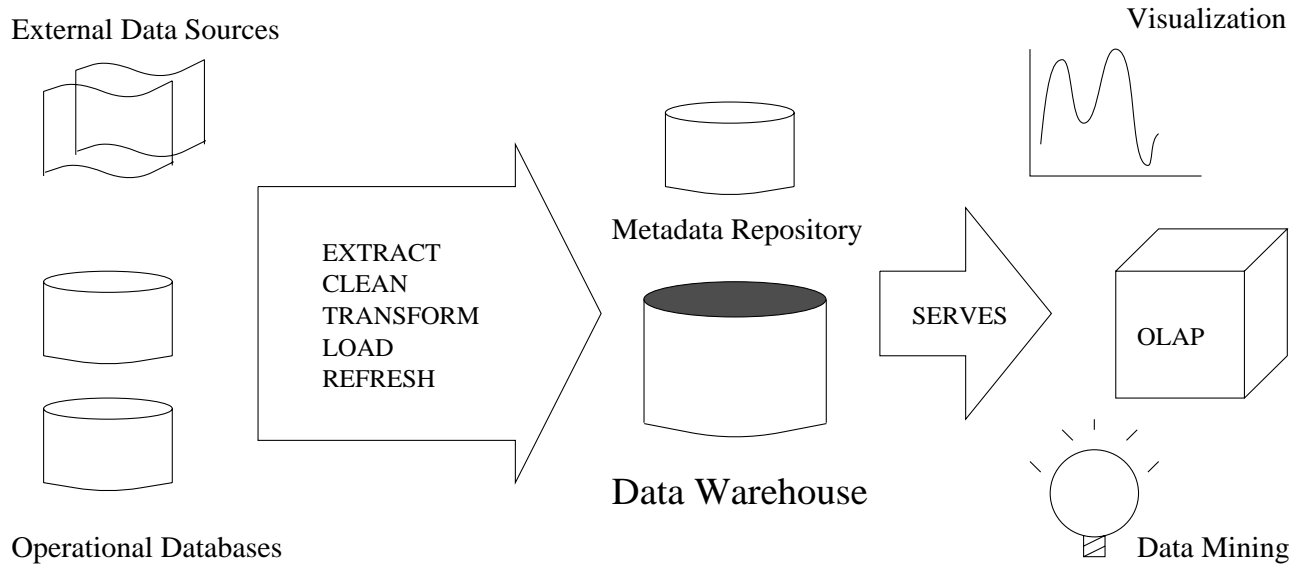 External Data Sources
Visualization
Metadata Repository
EXTRACT
CLEAN
TRANSFORM
LOAD
REFRESH
SERVES
OLAP
Data Warehouse
Operational Databases
Data Mining